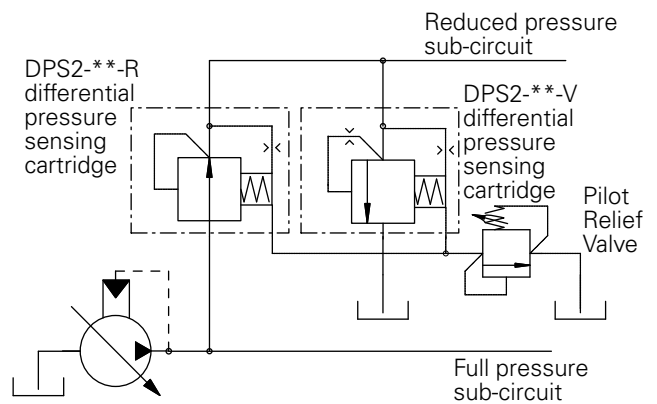 Reduced pressure
sub-circuit
DPS2-**-R
differential
pressure
sensing
cartridge
DPS2-**-V
differential
pressure
sensing
cartridge
Pilot
Relief
Valve
Full pressure
sub-circuit